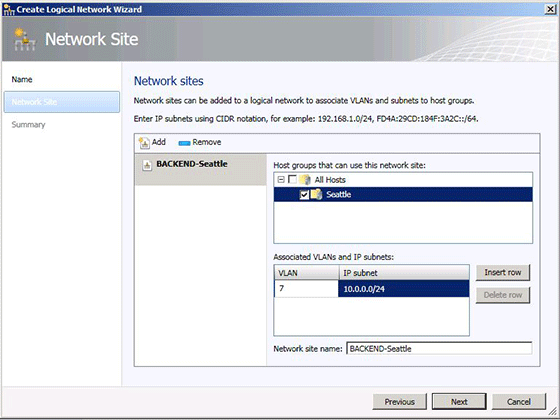 Create Logical Network Wizard
Network Site
Name
Network Site
Summary
Network sites
Network sites can be added to a logical network to associate VLANs and subnets to host groups.
Enter IP subnets using CIDR notation, for example: 192.168.1.0/24, FD4A:29CD:184F:3A2C::/64.
Add Remove
BACKEND-Seattle
Host groups that can use this network site:
All Hosts
Seattle
Associated VLANs and IP subnets:
VLAN IP subnet
7 10.0.0.0/24
Insert row
Delete row
Network site name: BACKEND-Seattle
Previous Next Cancel